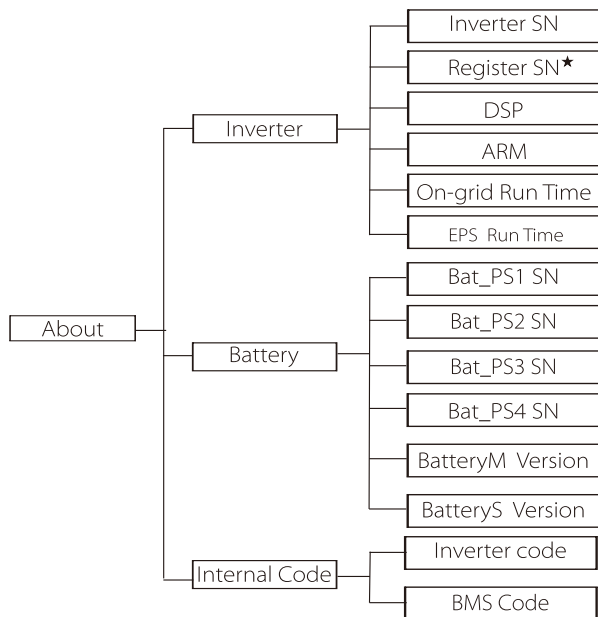 About
Inverter
Inverter SN
Register SN★
DSP
ARM
On-grid Run Time
EPS Run Time
Battery
Bat_PS1 SN
Bat_PS2 SN
Bat_PS3 SN
Bat_PS4 SN
BatteryM Version
BatteryS Version
Internal Code
Inverter code
BMS Code